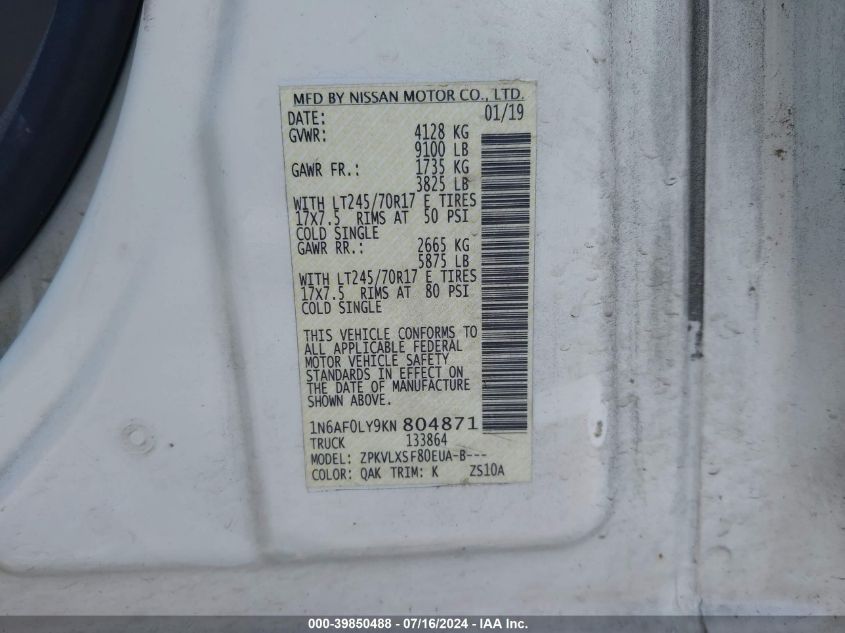 MFD BY NISSAN MOTOR CO., LTD.
DATE: 01/19
GVWR: 4128 KG
9100 LB
GAWR FR.: 1735 KG
3825 LB
WITH LT245/70R17 E TIRES
17X7.5 RIMS AT 50 PSI
COLD SINGLE
GAWR RR.: 2665 KG
5875 LB
WITH LT245/70R17 E TIRES
17X7.5 RIMS AT 80 PSI
COLD SINGLE
THIS VEHICLE CONFORMS TO
ALL APPLICABLE FEDERAL
MOTOR VEHICLE SAFETY
STANDARDS IN EFFECT ON
THE DATE OF MANUFACTURE
SHOWN ABOVE.
1N6AF0LY9KN 804871
TRUCK 133864
MODEL: ZPKVLXSF80EUA-B---
COLOR: QAK TRIM: K ZS10A
000-39850488 - 07/16/2024 - IAA Inc.